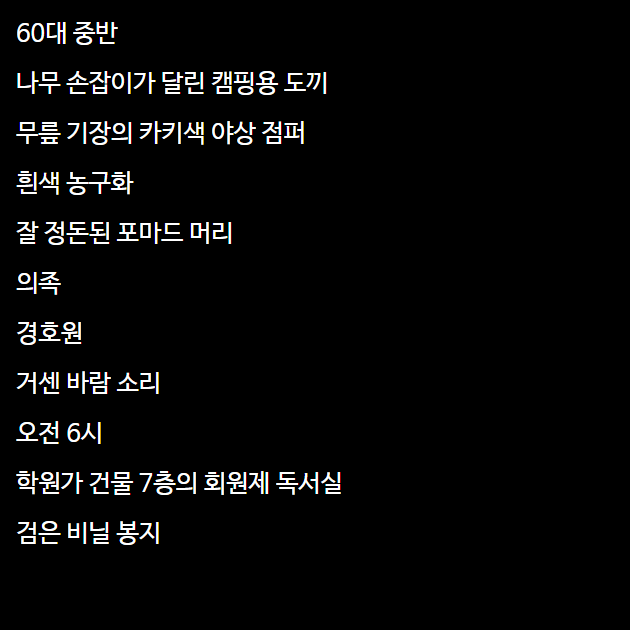 60대 중반
나무 손잡이가 달린 캠핑용 도끼
무릎 기장의 카키색 야상 점퍼
흰색 농구화
잘 정돈된 포마드 머리
의족
경호원
거센 바람 소리
오전 6시
학원가 건물 7층의 회원제 독서실
검은 비닐 봉지